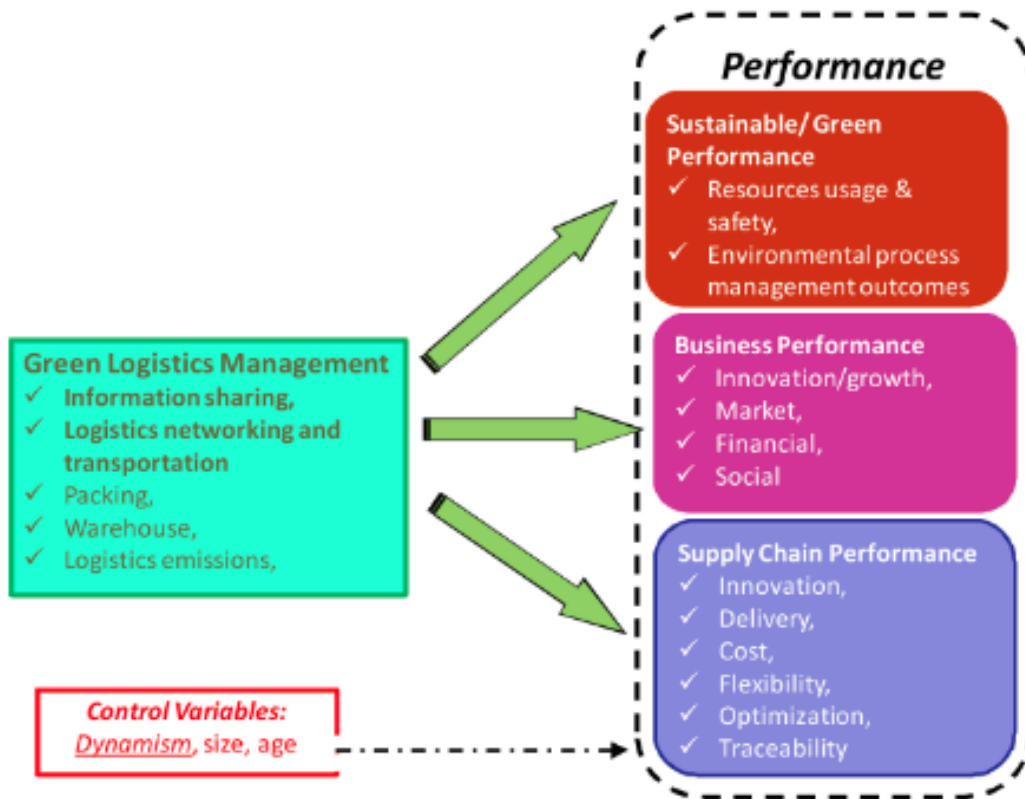 Performance
Sustainable/ Green
Performance
✓ Resources usage &
safety,
✓ Environmental process
management outcomes
Green Logistics Management
✓ Information sharing,
✓ Logistics networking and
transportation
✓ Packing,
✓ Warehouse,
✓ Logistics emissions,
Business Performance
✓ Innovation/growth,
✓ Market,
✓ Financial,
✓ Social
Supply Chain Performance
✓ Innovation,
✓ Delivery,
✓ Cost,
✓ Flexibility,
✓ Optimization,
✓ Traceability
Control Variables:
Dynamism, size, age